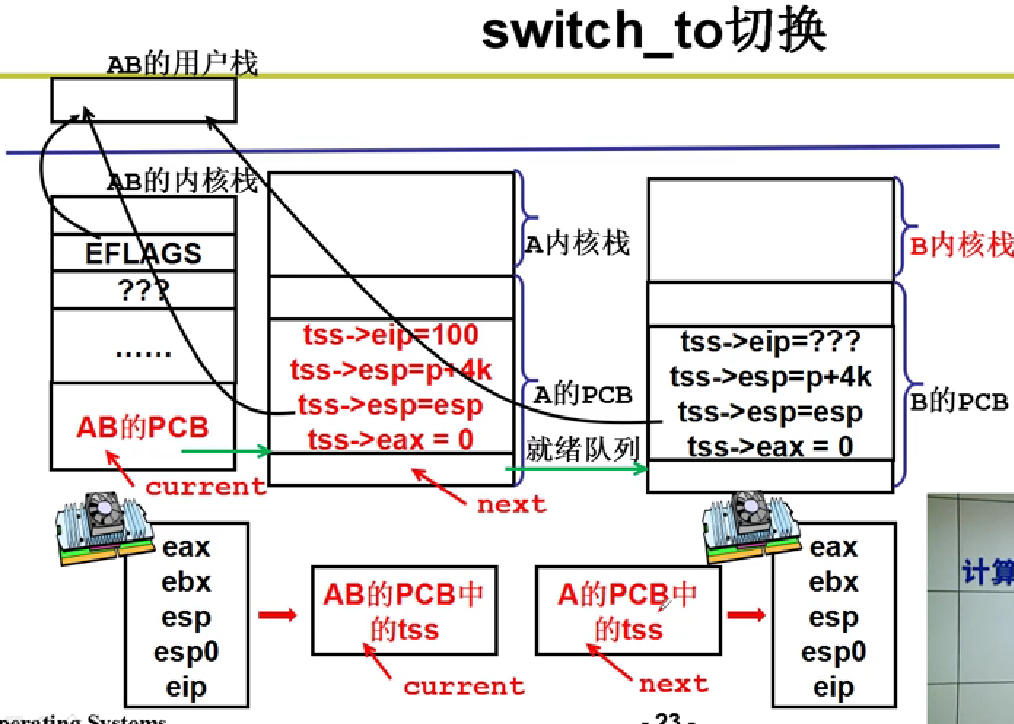 switch_to切换
AB的用户栈
AB的内核栈
EFLAGS
???
......
AB的PCB
current
A内核栈
tss->eip=100
tss->esp=p+4k
tss->esp=esp
tss->eax = 0
A的PCB
就绪队列
next
B内核栈
tss->eip=???
tss->esp=p+4k
tss->esp=esp
tss->eax = 0
B的PCB
eax
ebx
esp
esp0
eip
AB的PCB中
的tss
current
A的PCB中
的tss
next
eax
ebx
esp
esp0
eip
计算
perating Systems
- 23 -